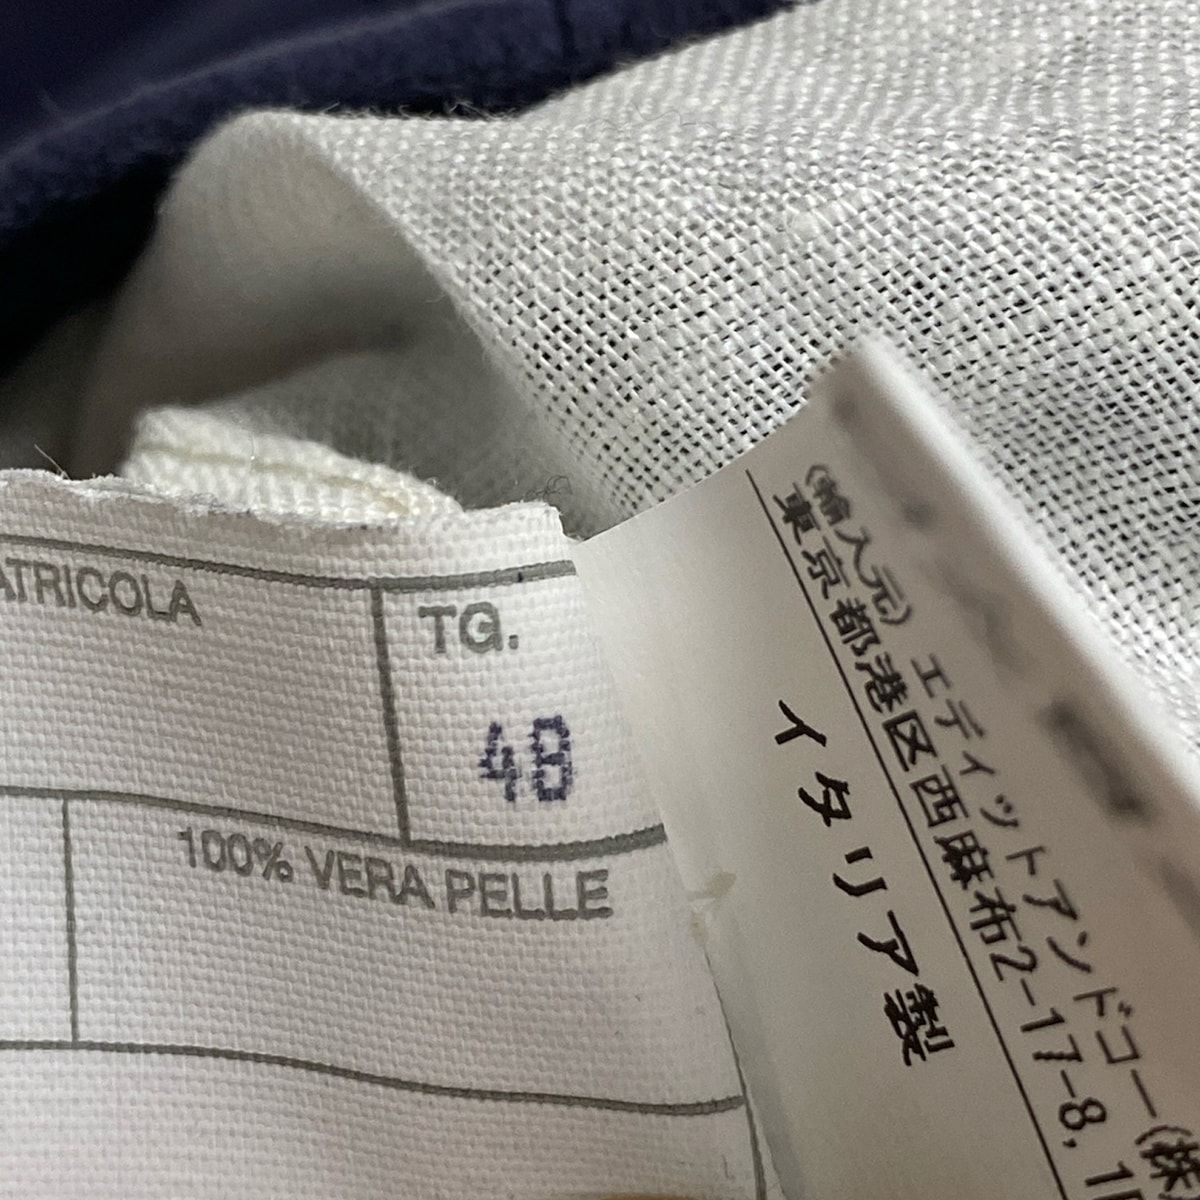 ATRICOLA
TG.
48
100% VERA PELLE
(輸入元) エディットアンドコー(株
東京都港区西麻布2-17-8, 1
イタリア製